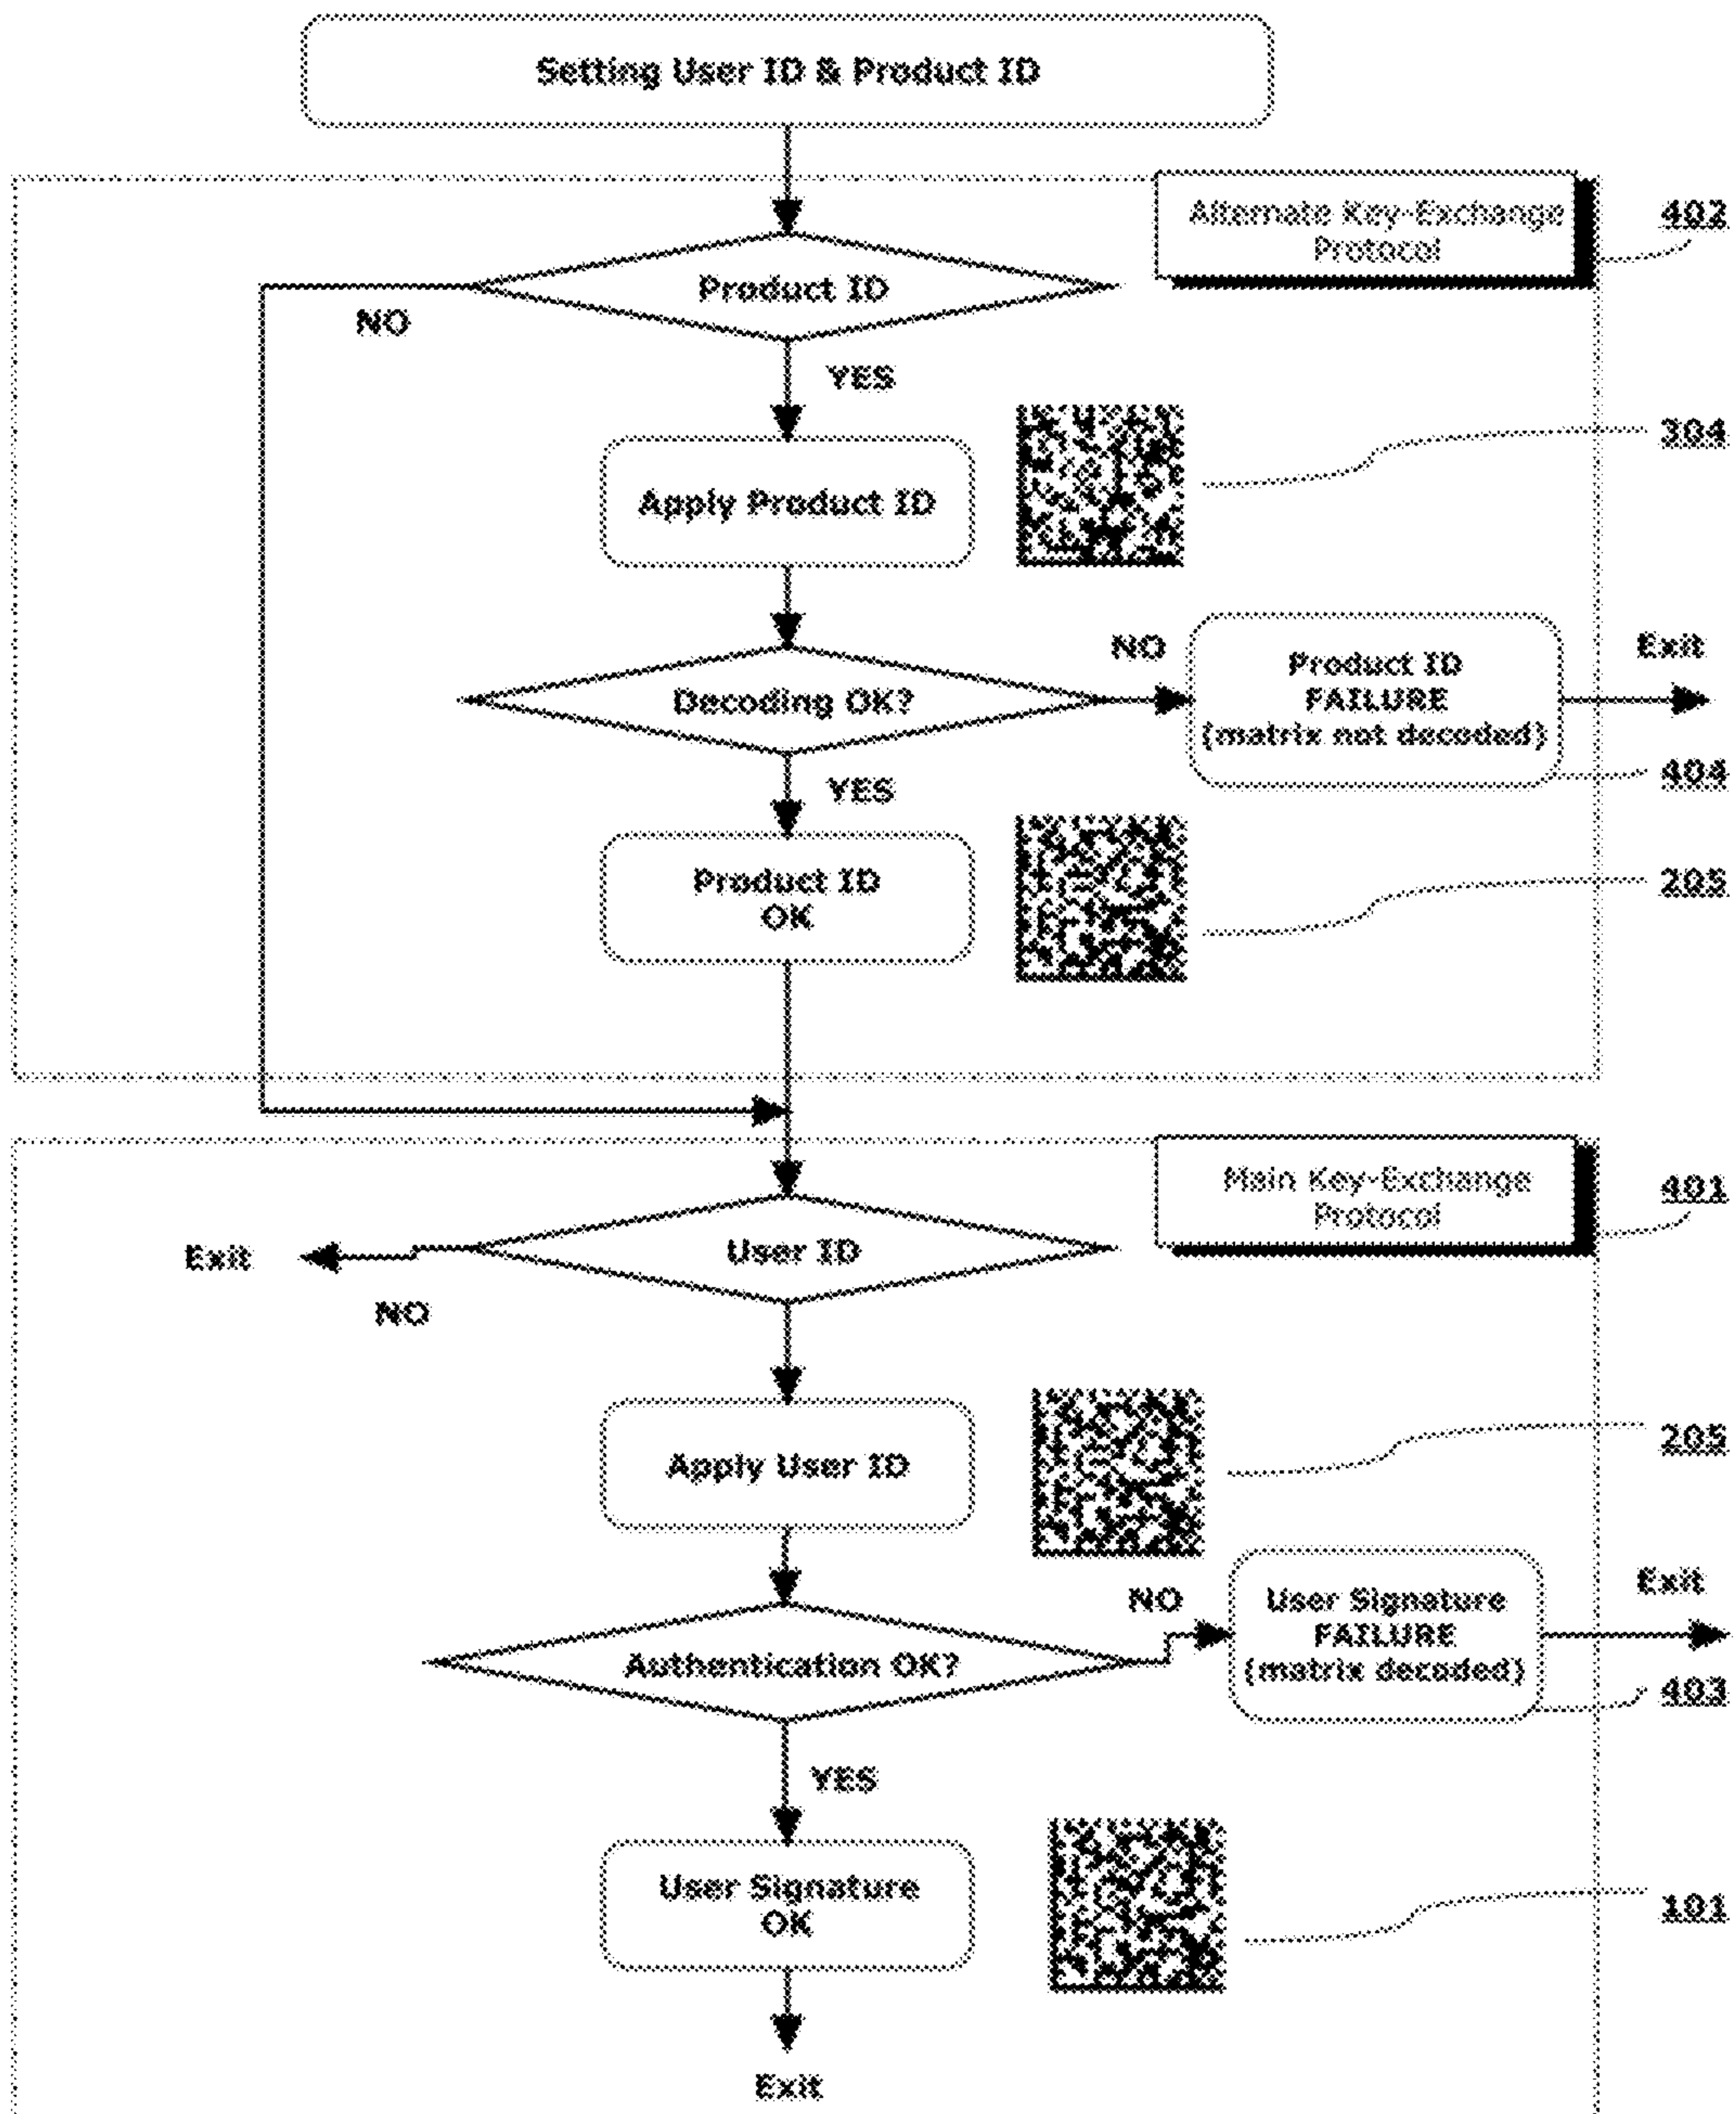 Setting User ID & Product ID
Alternate Key-Exchange
Protocol
402
Product ID
NO
YES
304
Apply Product ID
NO
Exit
Decoding OK?
Product ID
FAILURE
(matrix not decoded)
404
YES
205
Product ID
OK
Main Key-Exchange
Protocol
401
User ID
Exit
NO
205
Apply User ID
NO
Exit
User Signature
FAILURE
(matrix decoded)
Authentication OK?
403
YES
User Signature
OK
101
Exit